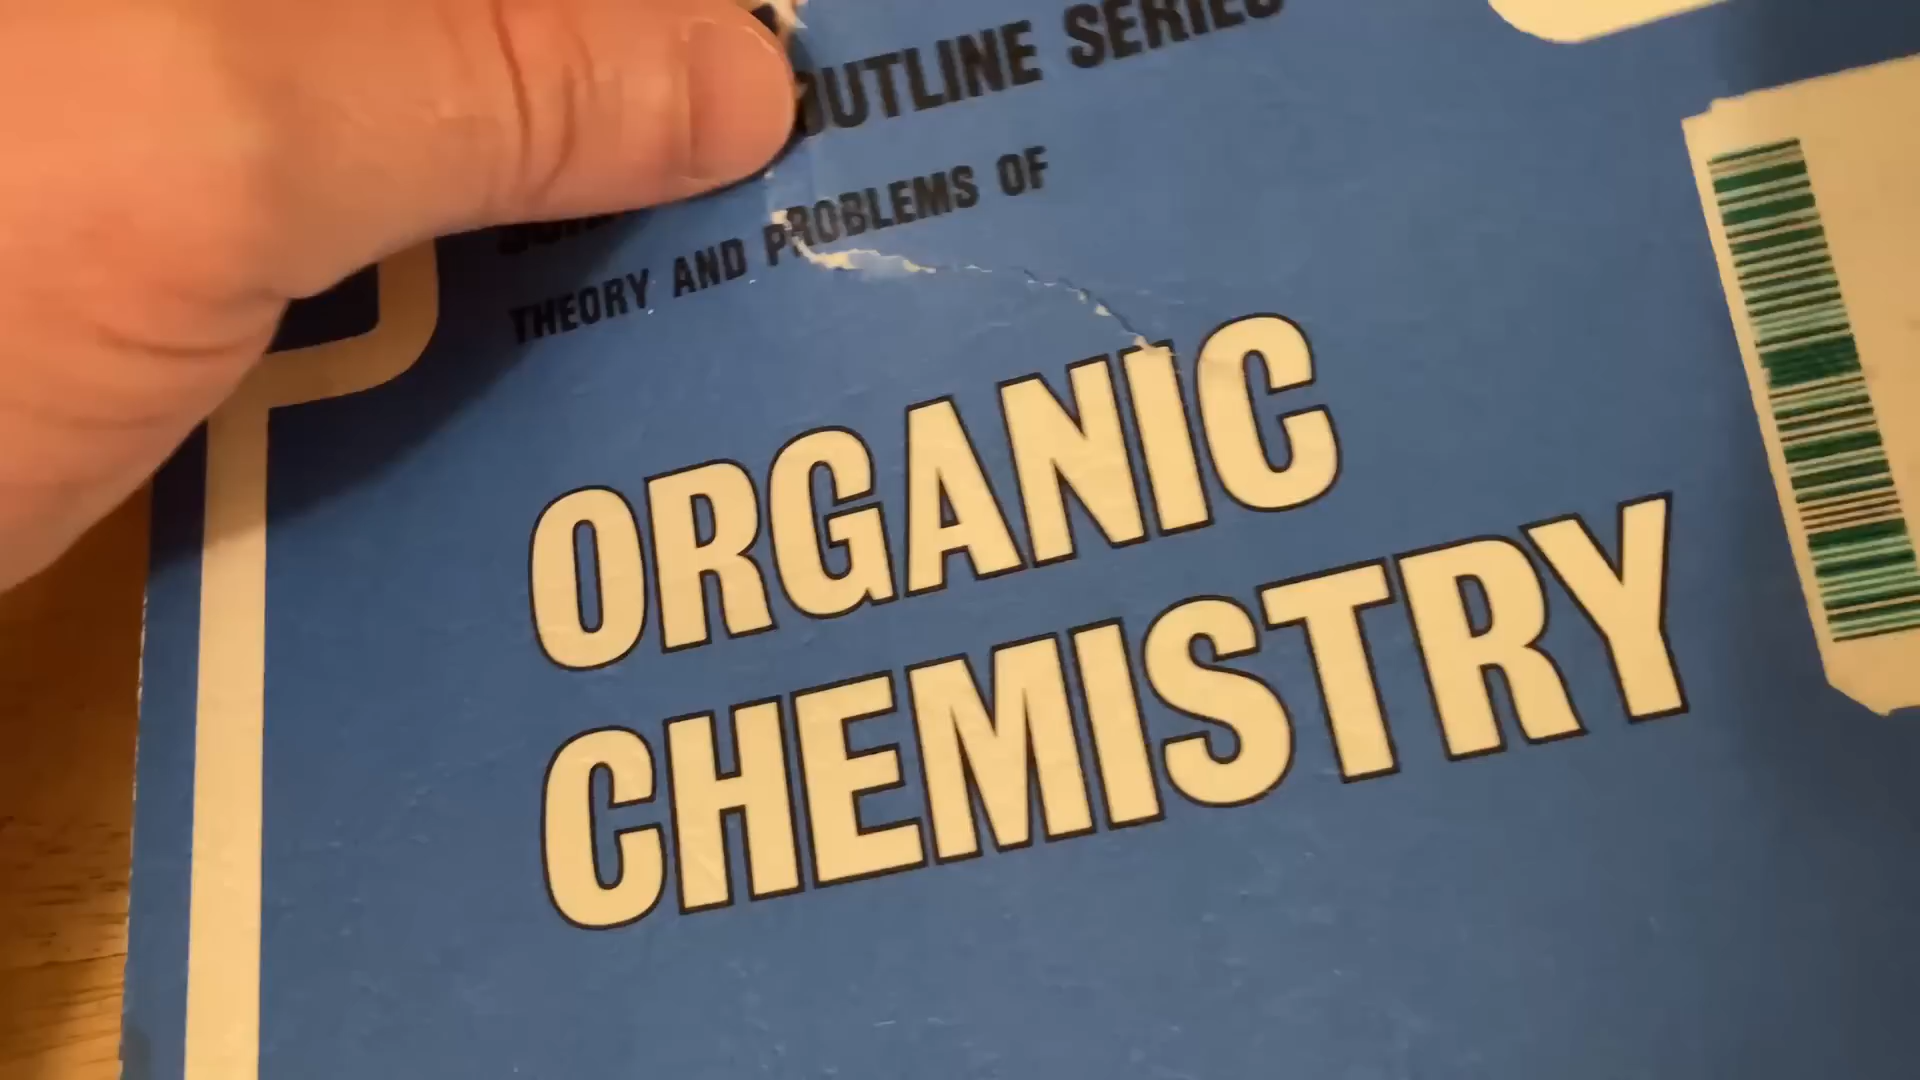 OUTLINE SERIES
THEORY AND PROBLEMS OF
ORGANIC
CHEMISTRY